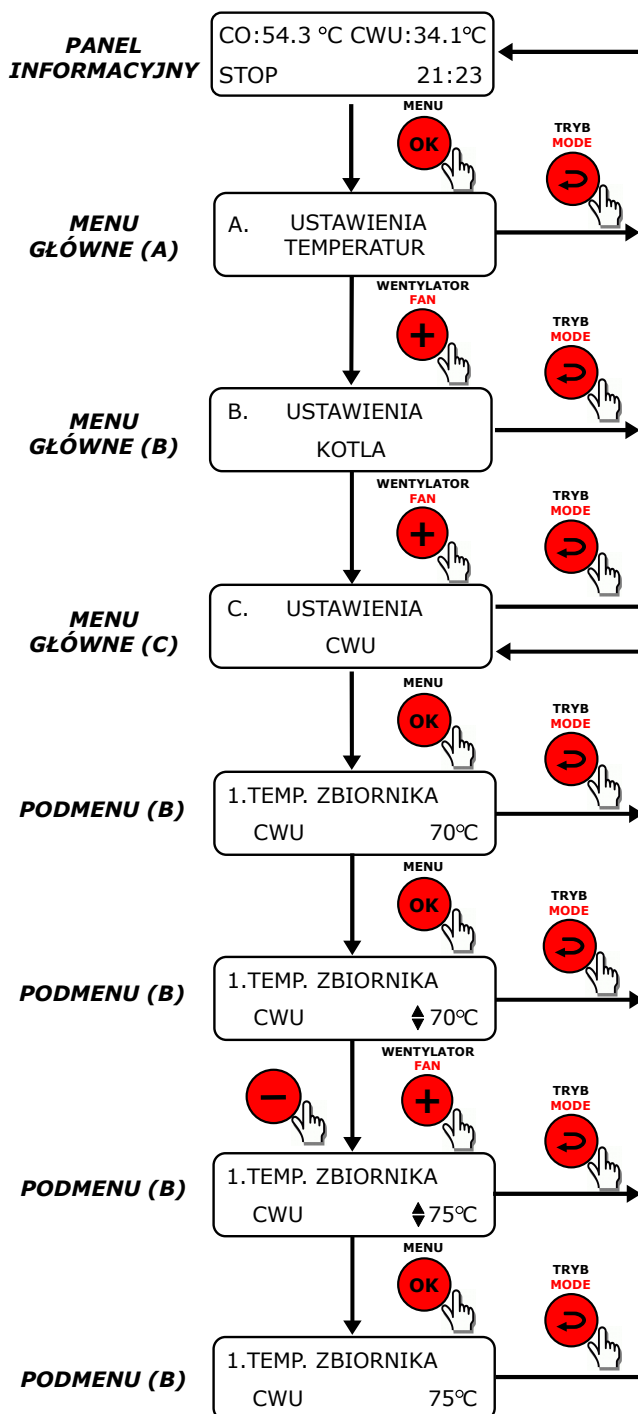 PANEL
INFORMACYJNY
CO:54.3 °C CWU:34.1°C
STOP 21:23
MENU
OK
TRYB
MODE
MENU
GŁÓWNE (A)
A. USTAWIENIA
TEMPERATUR
WENTYLATOR
FAN
TRYB
MODE
MENU
GŁÓWNE (B)
B. USTAWIENIA
KOTLA
WENTYLATOR
FAN
TRYB
MODE
MENU
GŁÓWNE (C)
C. USTAWIENIA
CWU
MENU
OK
TRYB
MODE
PODMENU (B)
1.TEMP. ZBIORNIKA
CWU 70°C
MENU
OK
TRYB
MODE
PODMENU (B)
1.TEMP. ZBIORNIKA
CWU 70°C
WENTYLATOR
FAN
TRYB
MODE
PODMENU (B)
1.TEMP. ZBIORNIKA
CWU 75°C
MENU
OK
TRYB
MODE
PODMENU (B)
1.TEMP. ZBIORNIKA
CWU 75°C